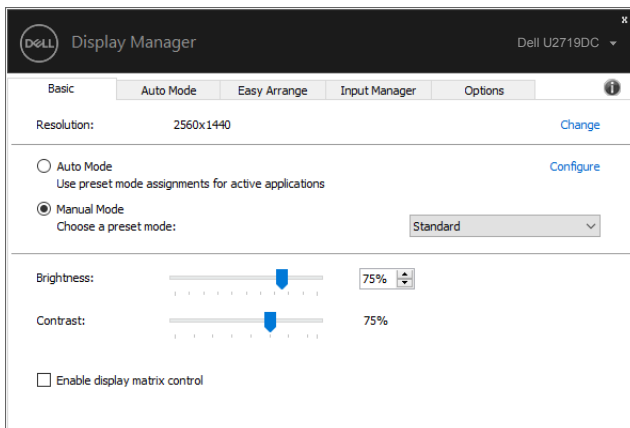 x
DELL Display Manager Dell U2719DC
Basic Auto Mode Easy Arrange Input Manager Options i
Resolution: 2560x1440 Change
Auto Mode Configure
Use preset mode assignments for active applications
Manual Mode
Choose a preset mode: Standard
Brightness: 75%
Contrast: 75%
Enable display matrix control